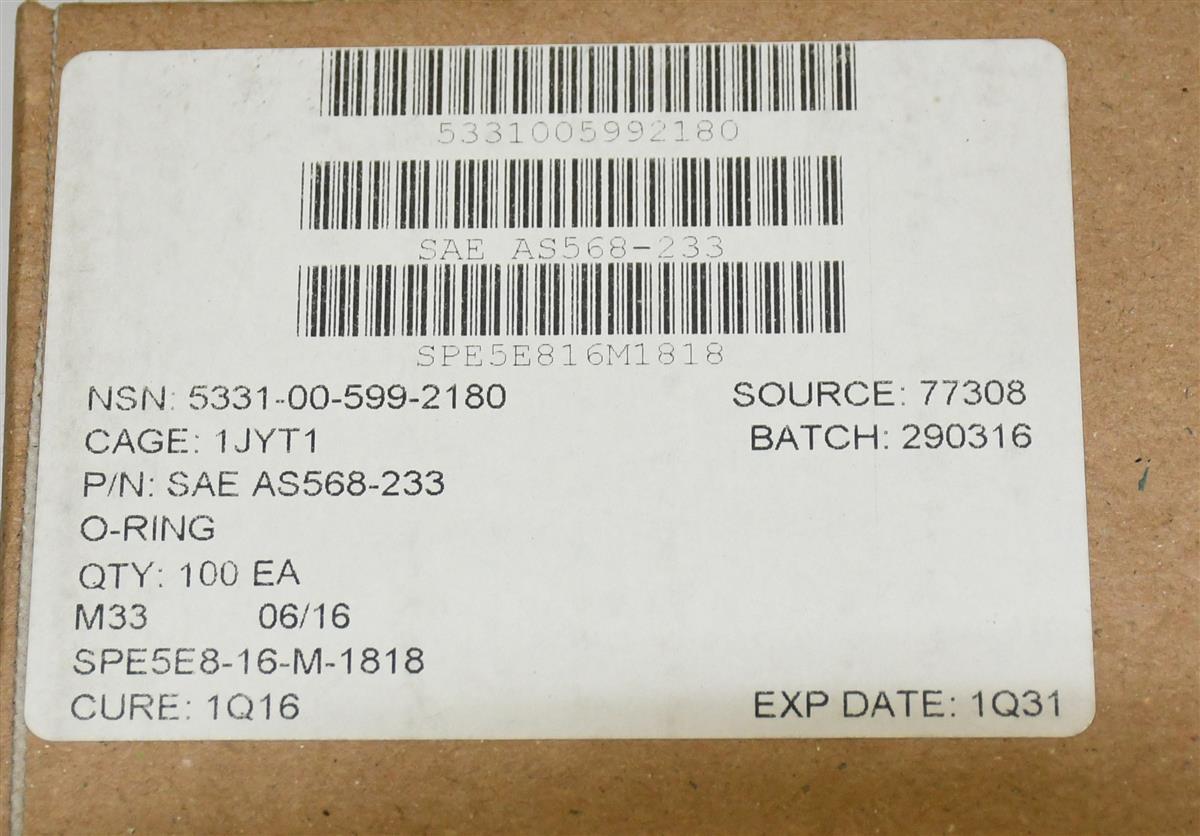 5331005992180
SAE AS568-233
SPE5E816M1818
NSN: 5331-00-599-2180 SOURCE: 77308
CAGE: 1JYT1 BATCH: 290316
P/N: SAE AS568-233
O-RING
QTY: 100 EA
M33 06/16
SPE5E8-16-M-1818
CURE: 1Q16 EXP DATE: 1Q31